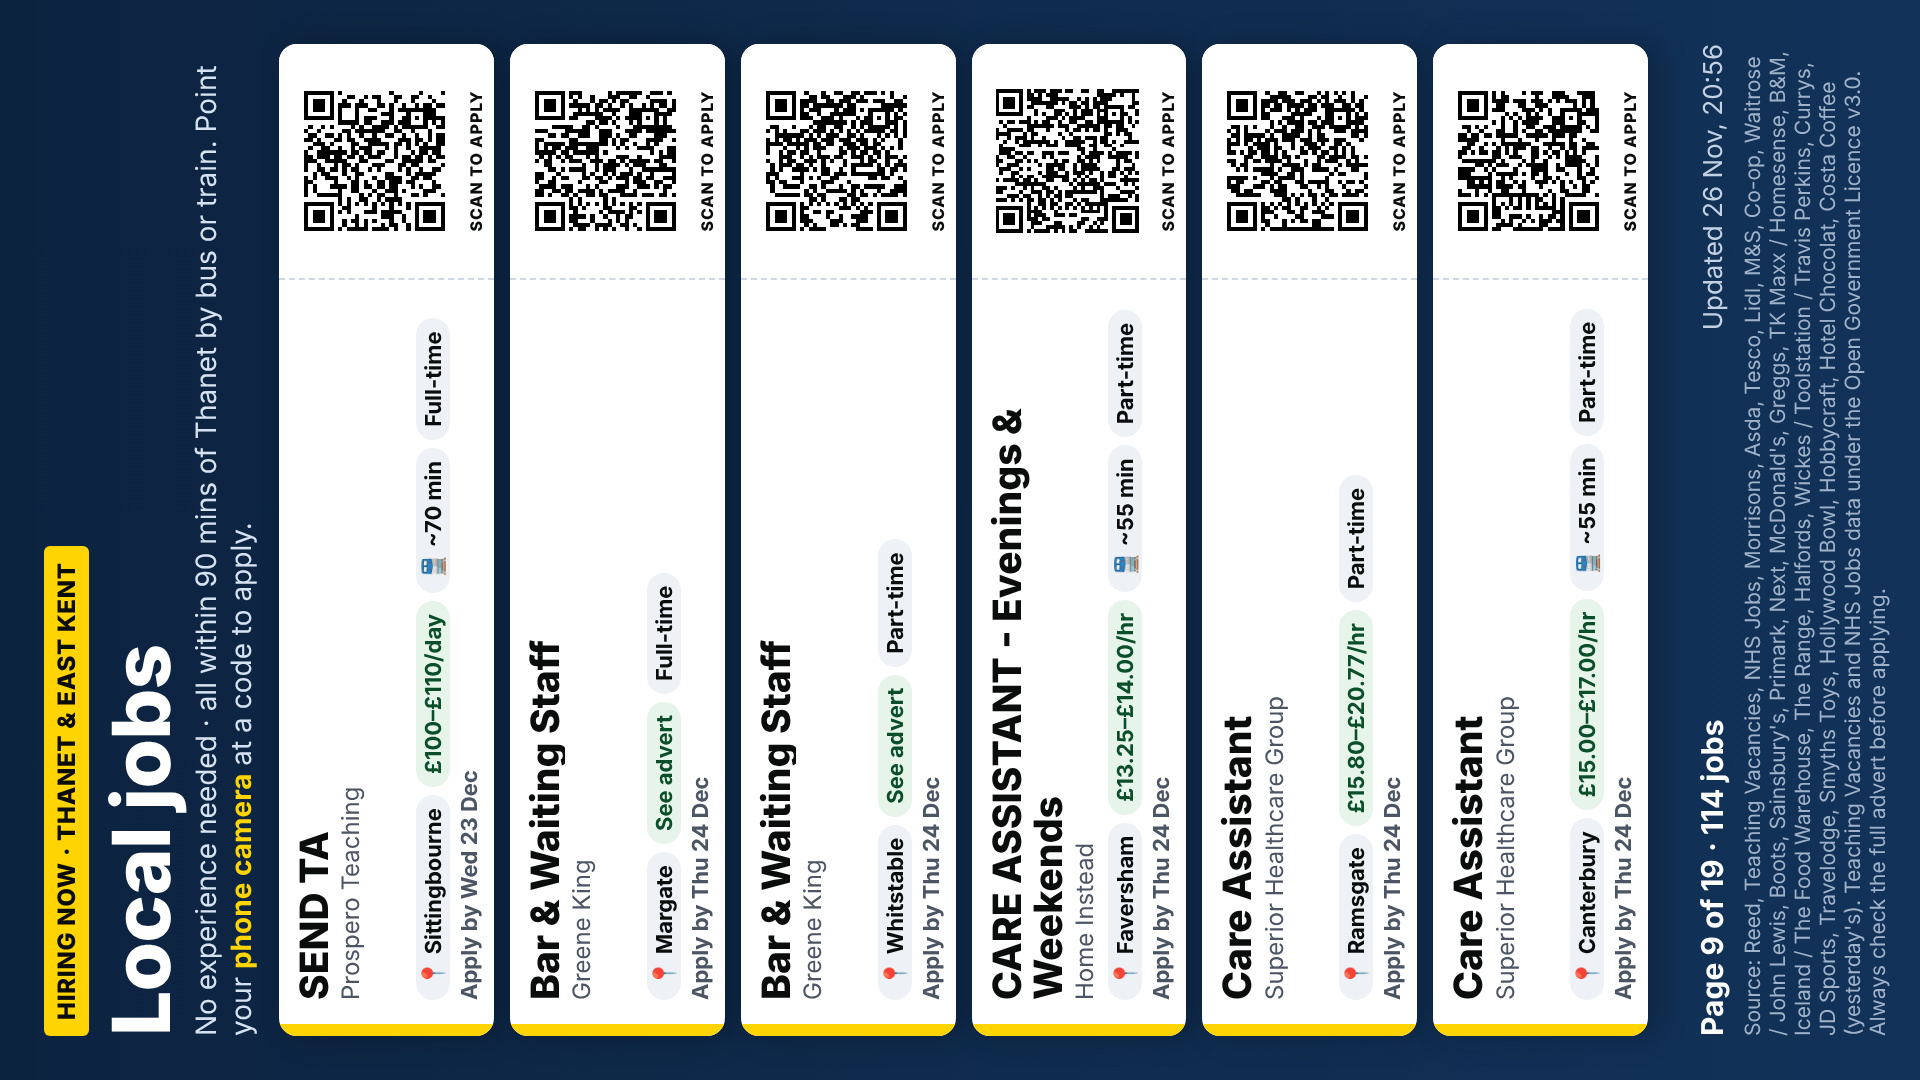 HIRING NOW · THANET & EAST KENT
Local jobs
No experience needed · all within 90 mins of Thanet by bus or train. Point
your phone camera at a code to apply.
SEND TA
Prospero Teaching
Sittingbourne £100–£110/day ~70 min Full-time
Apply by Wed 23 Dec
SCAN TO APPLY
Bar & Waiting Staff
Greene King
Margate See advert Full-time
Apply by Thu 24 Dec
SCAN TO APPLY
Bar & Waiting Staff
Greene King
Whitstable See advert Part-time
Apply by Thu 24 Dec
SCAN TO APPLY
CARE ASSISTANT - Evenings &
Weekends
Home Instead
Faversham £13.25–£14.00/hr ~55 min Part-time
Apply by Thu 24 Dec
SCAN TO APPLY
Care Assistant
Superior Healthcare Group
Ramsgate £15.80–£20.77/hr Part-time
Apply by Thu 24 Dec
SCAN TO APPLY
Care Assistant
Superior Healthcare Group
Canterbury £15.00–£17.00/hr ~55 min Part-time
Apply by Thu 24 Dec
SCAN TO APPLY
Page 9 of 19 · 114 jobs Updated 26 Nov, 20:56
Source: Reed, Teaching Vacancies, NHS Jobs, Morrisons, Asda, Tesco, Lidl, M&S, Co-op, Waitrose
/ John Lewis, Boots, Sainsbury's, Primark, Next, McDonald's, Greggs, TK Maxx / Homesense, B&M,
Iceland / The Food Warehouse, The Range, Halfords, Wickes / Toolstation / Travis Perkins, Currys,
JD Sports, Travelodge, Smyths Toys, Hollywood Bowl, Hobbycraft, Hotel Chocolat, Costa Coffee
(yesterday's). Teaching Vacancies and NHS Jobs data under the Open Government Licence v3.0.
Always check the full advert before applying.